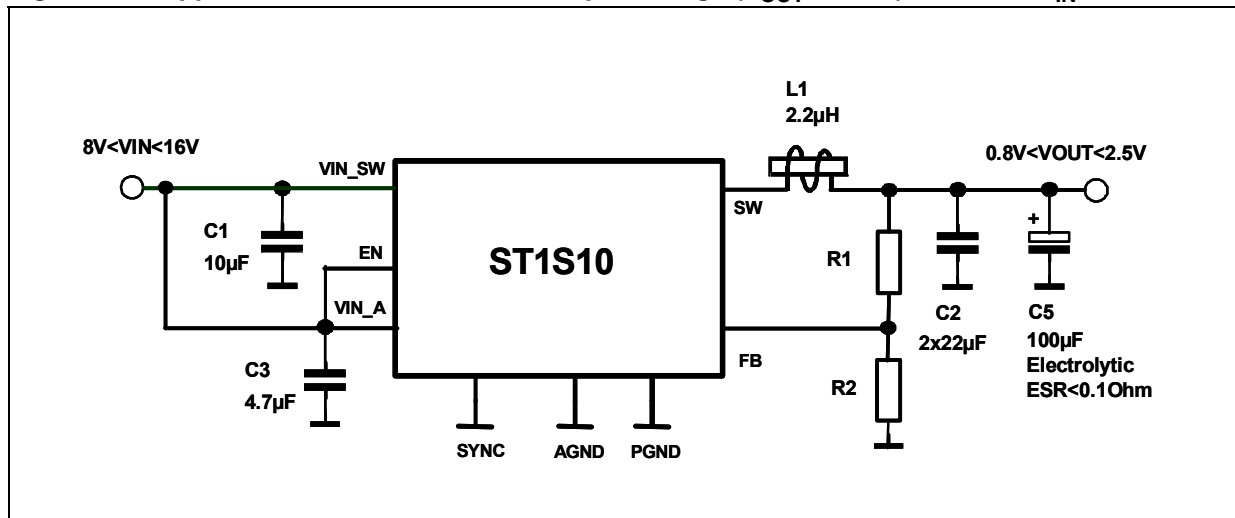 L1
2.2µH
8V<VIN<16V
0.8V<VOUT<2.5V
VIN_SW
SW
C1
10µF
EN
ST1S10
R1
VIN_A
C2
2x22µF
C5
100µF
Electrolytic
ESR<0.1Ohm
+
FB
C3
4.7µF
R2
SYNC
AGND
PGND